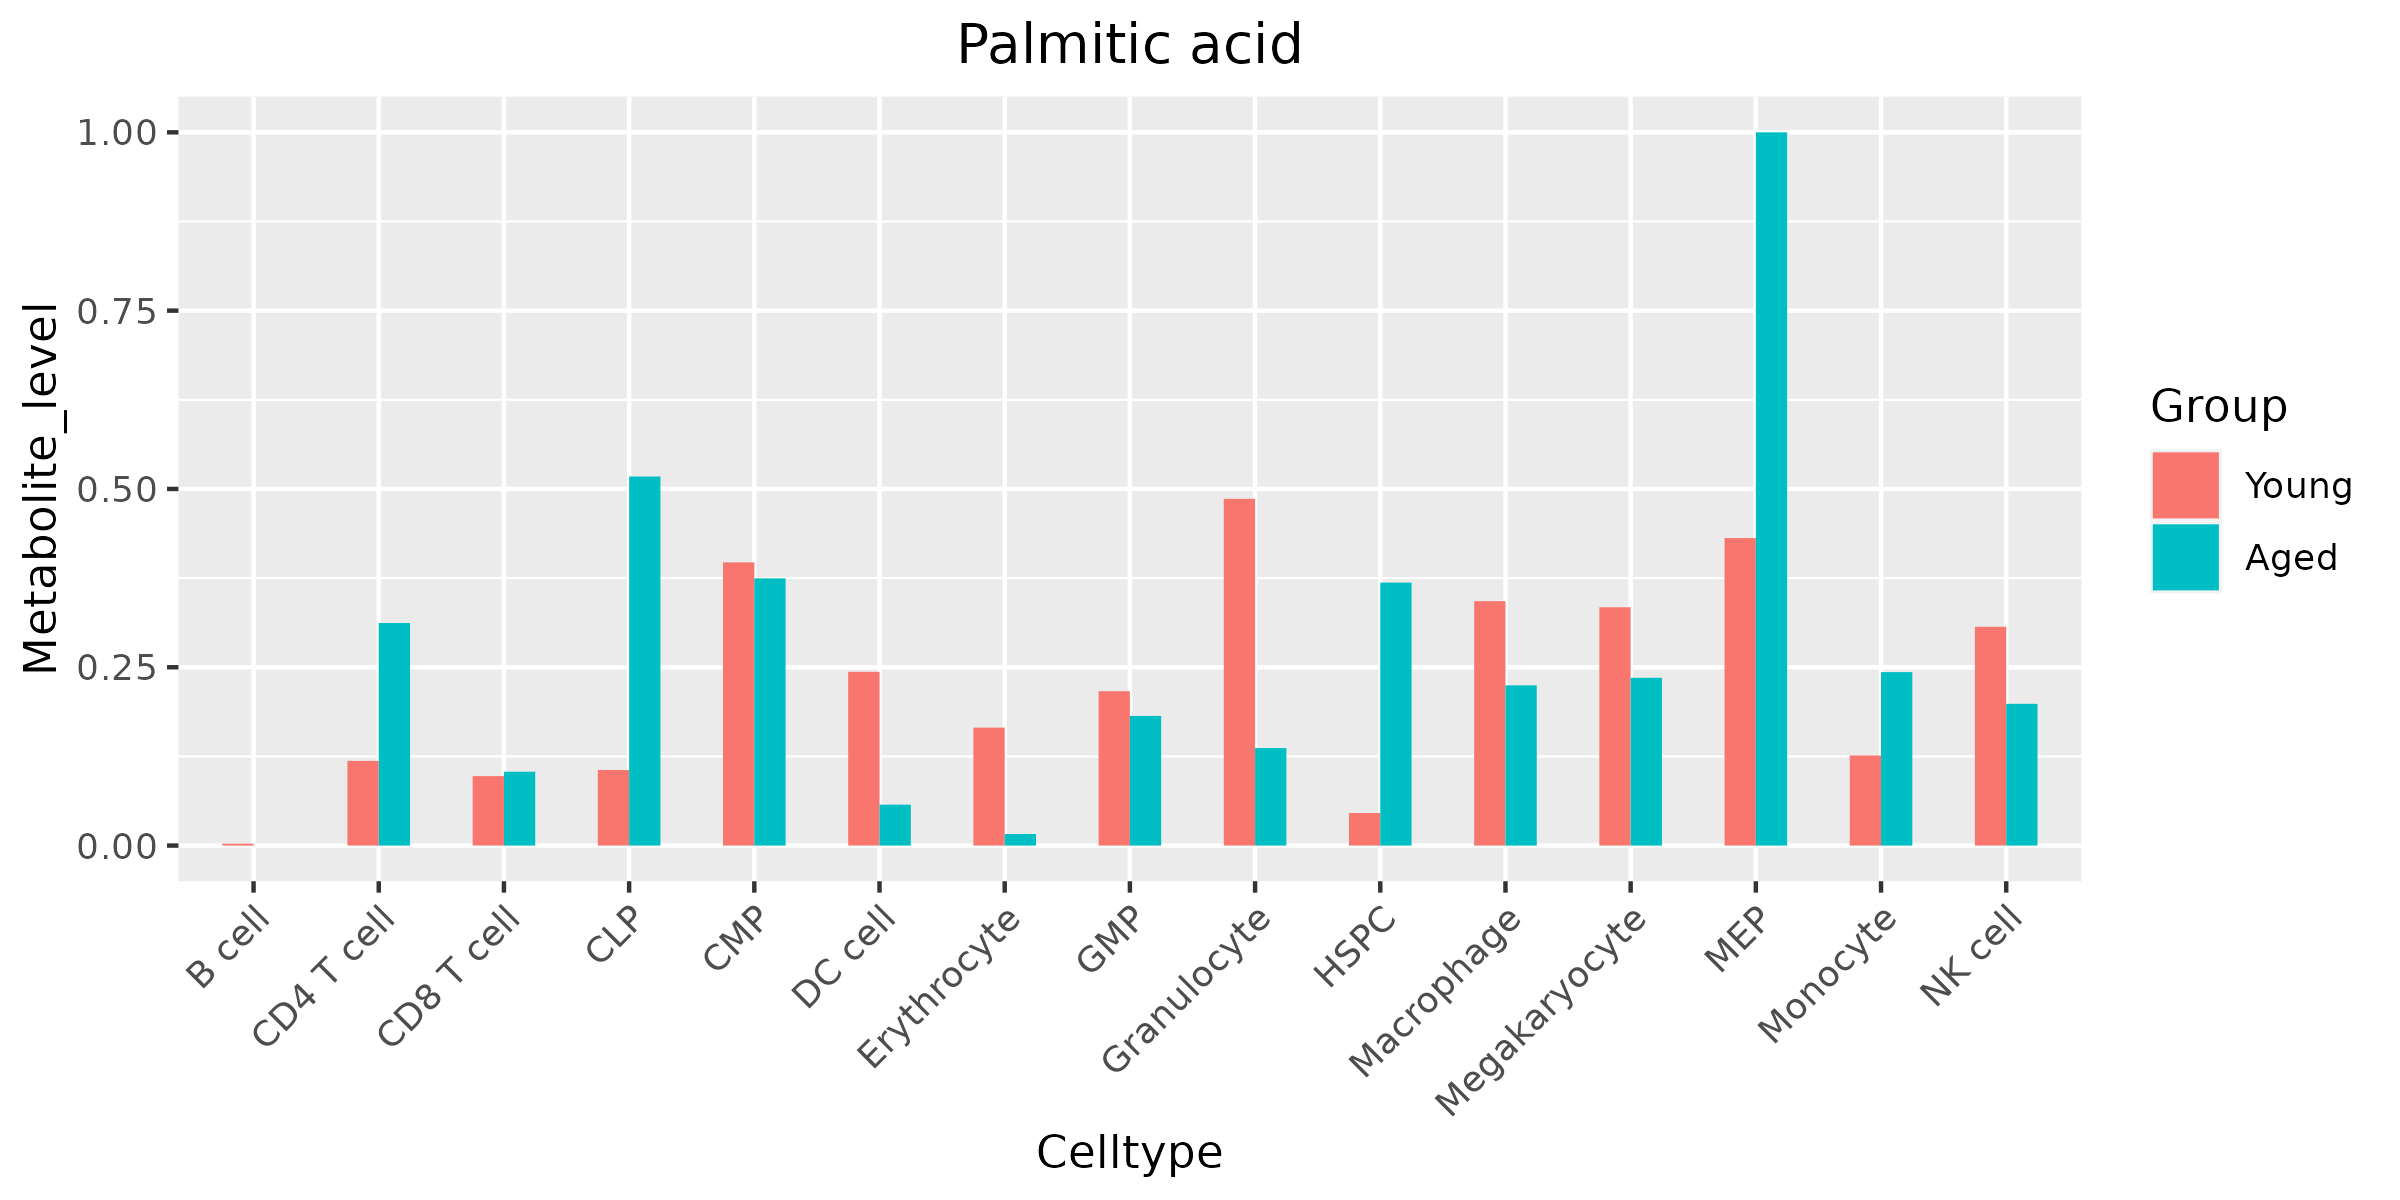 Palmitic acid
Metabolite_level
1.00
0.75
0.50
0.25
0.00
B cell
CD4 T cell
CD8 T cell
CLP
CMP
DC cell
Erythrocyte
GMP
Granulocyte
HSPC
Macrophage
Megakaryocyte
MEP
Monocyte
NK cell
Celltype
Group
Young
Aged